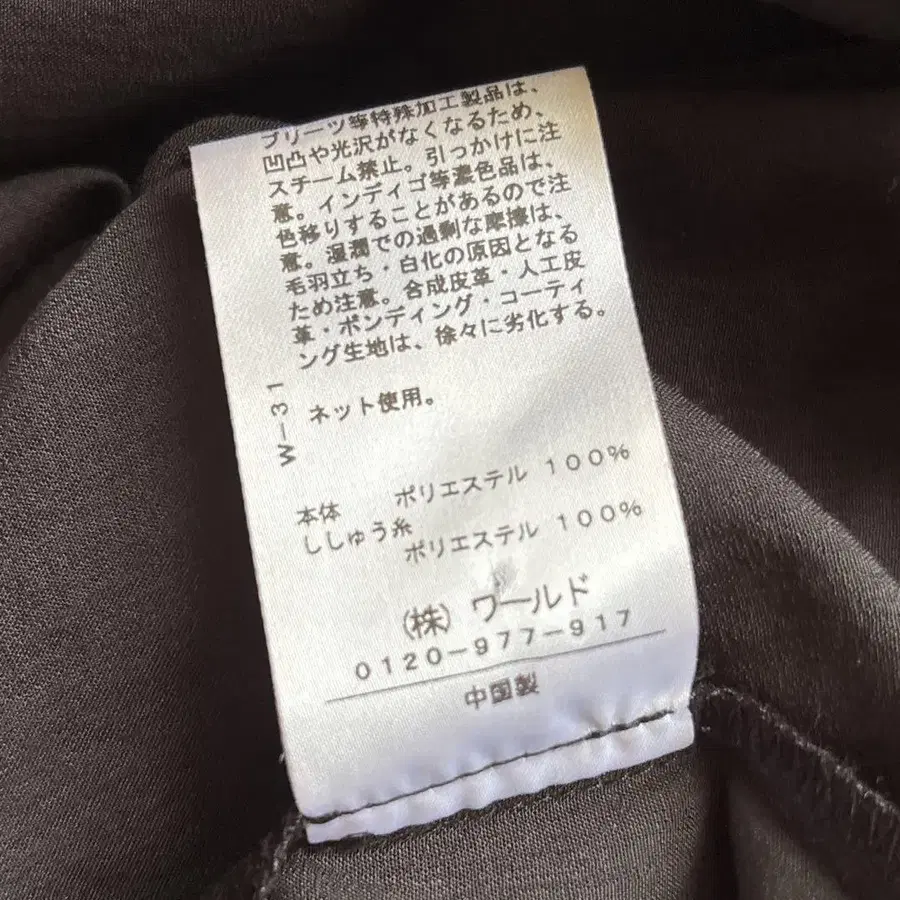 プリーツ等特殊加工製品は、
凹凸や光沢がなくなるため、
スチーム禁止。引っかけに注
意。インディゴ等濃色品は、
色移りすることがあるので注
意。湿潤での過剰な摩擦は、
毛羽立ち・白化の原因となる
ため注意。合成皮革・人工皮
革・ボンディング・コーティ
ング生地は、徐々に劣化する。
W-31
ネット使用。
本体 ポリエステル 100%
ししゅう糸
ポリエステル 100%
(株) ワールド
0120-977-917
中国製